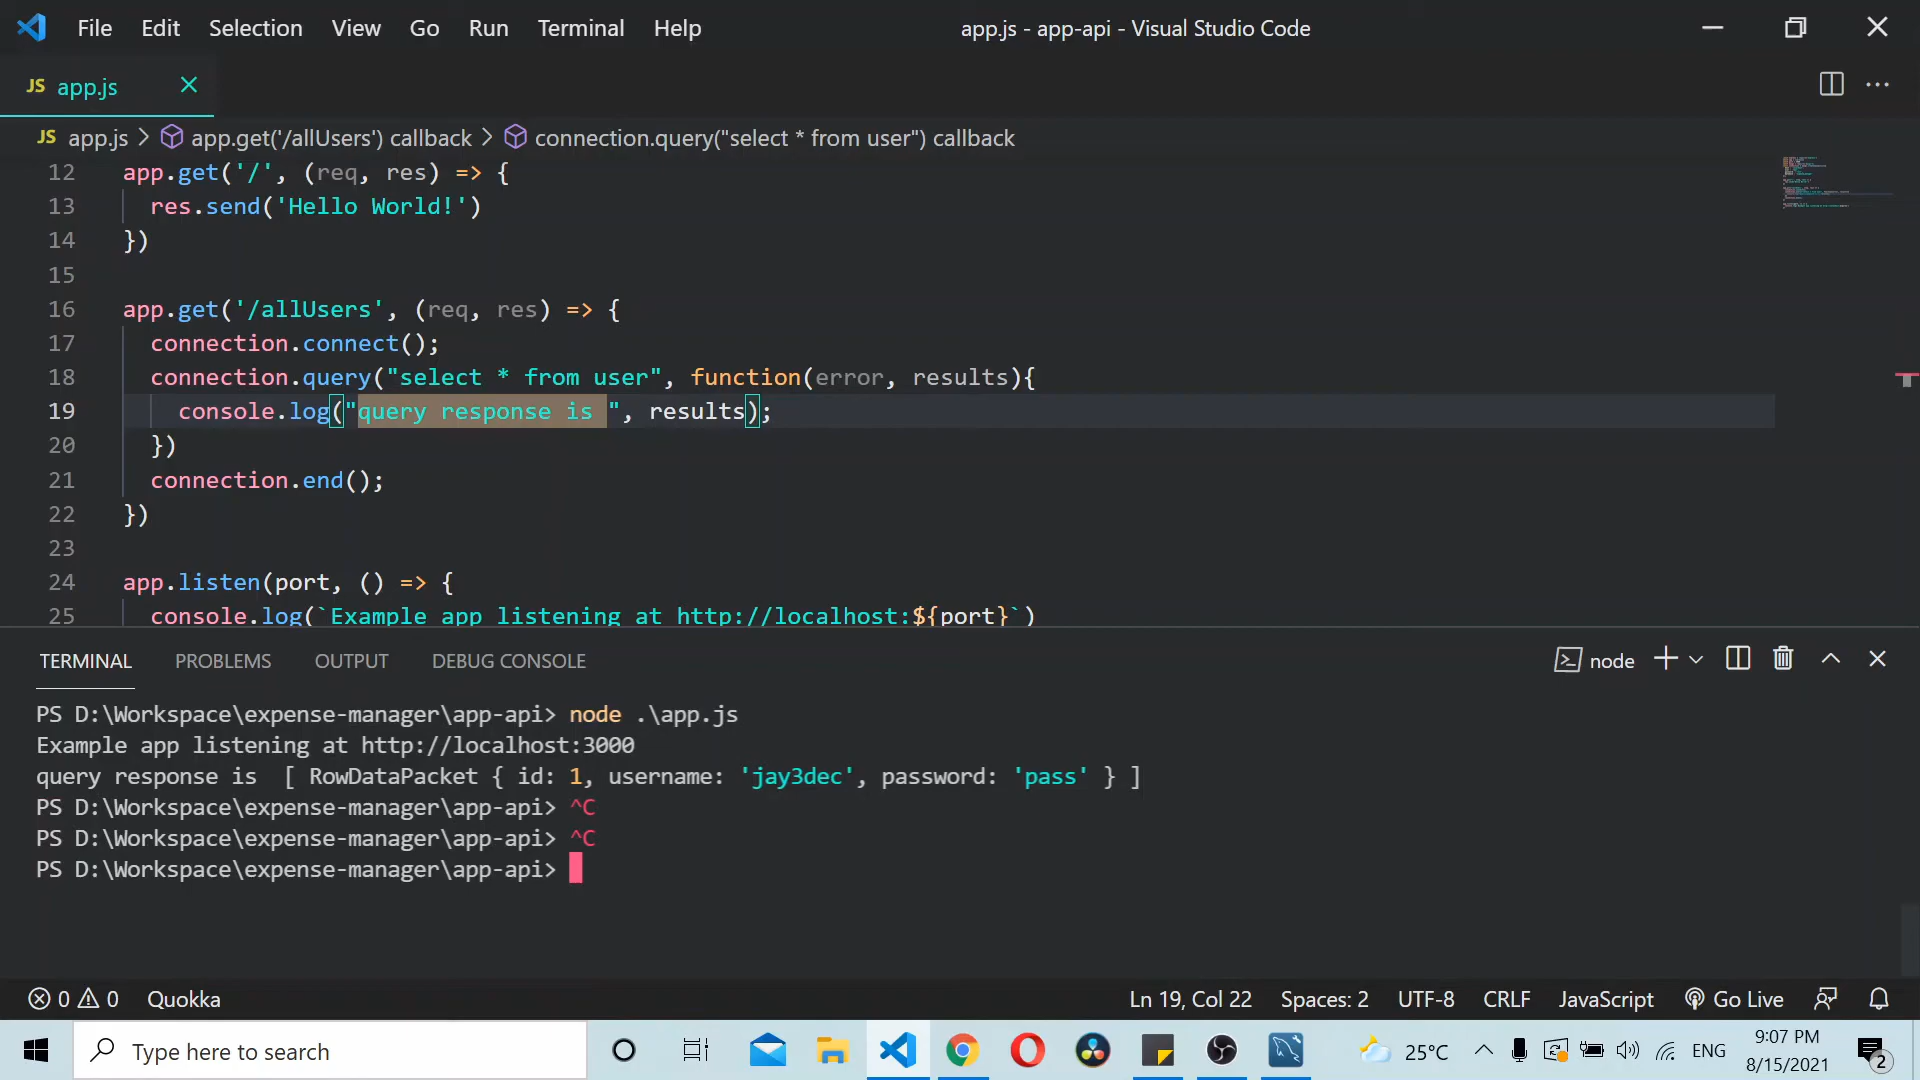 File Edit Selection View Go Run Terminal Help app.js - app-api - Visual Studio Code
JS app.js
JS app.js > app.get('/allUsers') callback > connection.query("select * from user") callback
12 app.get('/', (req, res) => {
13 res.send('Hello World!')
14 })
15
16 app.get('/allUsers', (req, res) => {
17 connection.connect();
18 connection.query("select * from user", function(error, results){
19 console.log("query response is ", results);
20 })
21 connection.end();
22 })
23
24 app.listen(port, () => {
25 console.log(`Example app listening at http://localhost:${port}`)
TERMINAL PROBLEMS OUTPUT DEBUG CONSOLE node
PS D:\Workspace\expense-manager\app-api> node .\app.js
Example app listening at http://localhost:3000
query response is  [ RowDataPacket { id: 1, username: 'jay3dec', password: 'pass' } ]
PS D:\Workspace\expense-manager\app-api> ^C
PS D:\Workspace\expense-manager\app-api> ^C
PS D:\Workspace\expense-manager\app-api>
0 0 Quokka Ln 19, Col 22 Spaces: 2 UTF-8 CRLF JavaScript Go Live
Type here to search 25°C ENG 9:07 PM
8/15/2021 2